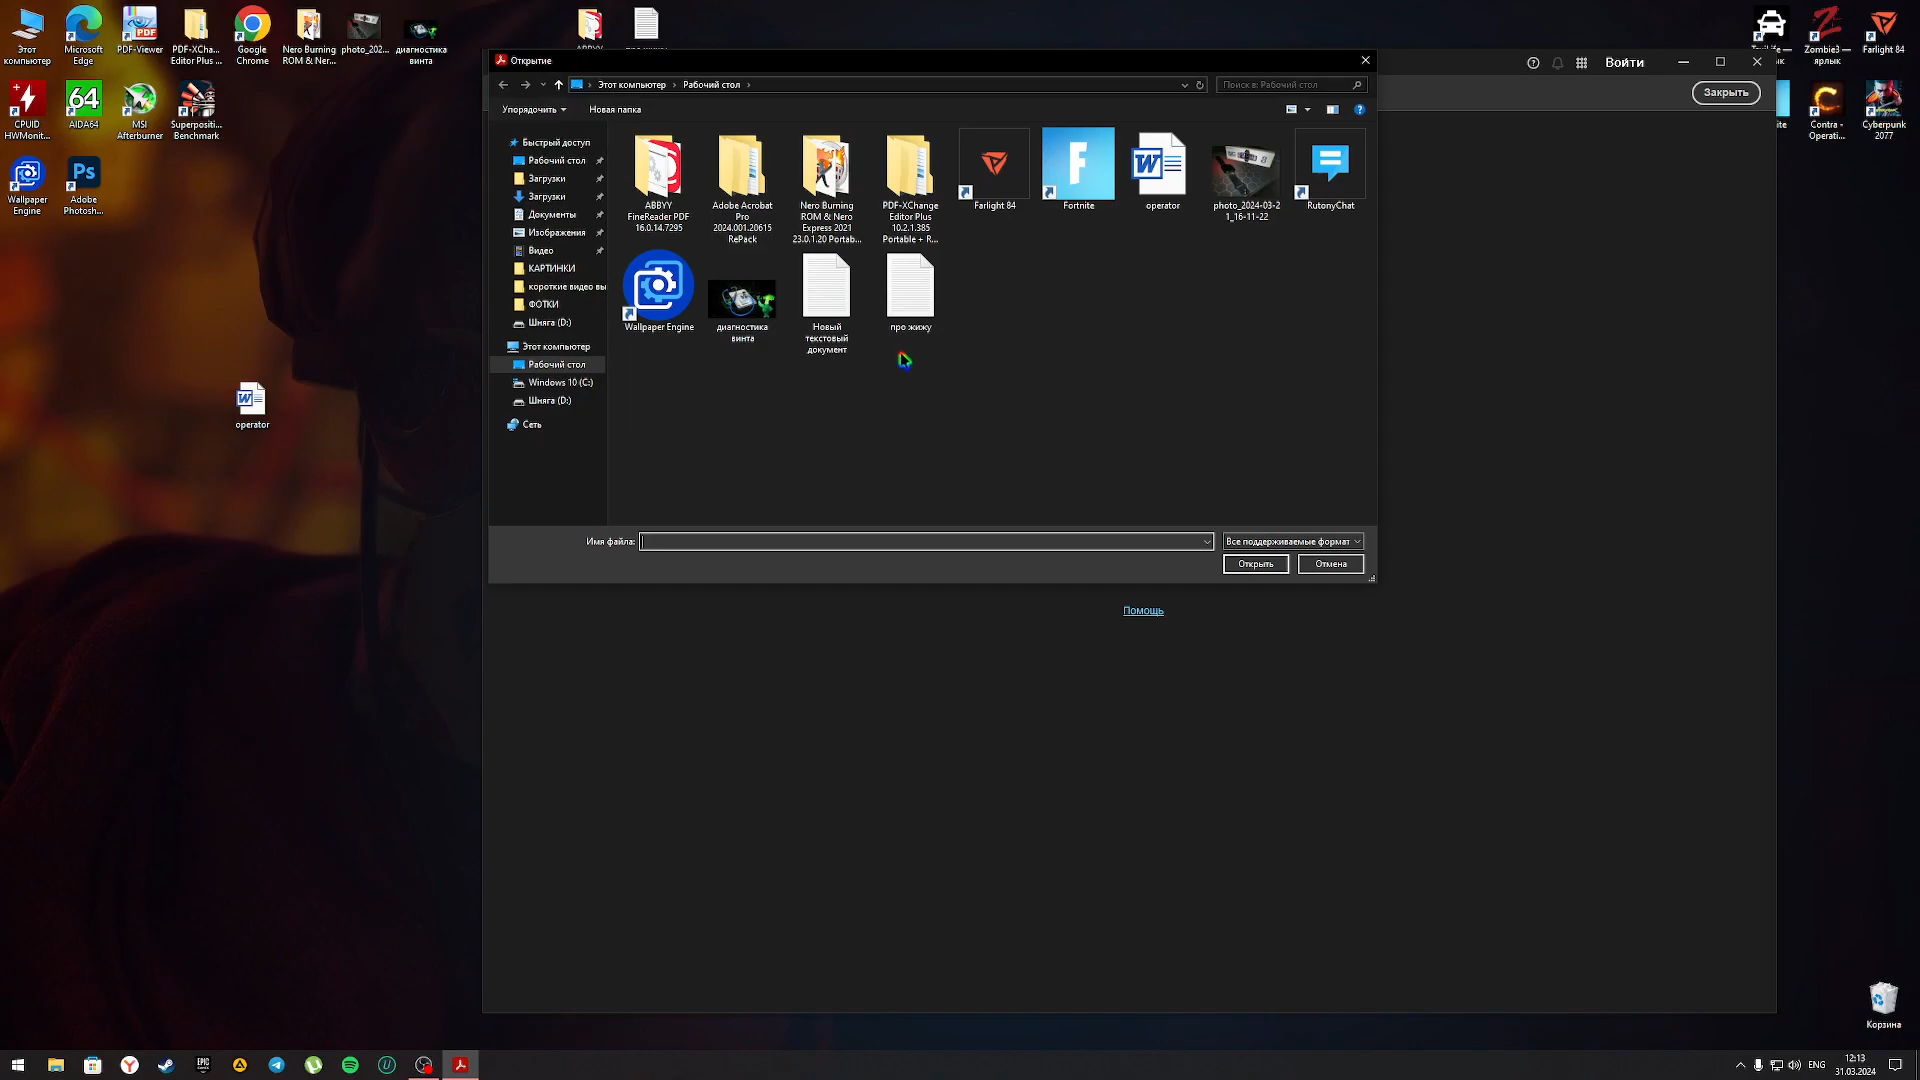 Этот
компьютер
Microsoft
Edge
PDF-Viewer
PDF-XCha...
Editor Plus ...
Google
Chrome
Nero Burning
ROM & Ner...
photo_202...
диагностика
винта
CPUID
HWMonit...
64
AIDA64
MSI
Afterburner
Superpositi...
Benchmark
Wallpaper
Engine
Ps
Adobe
Photosh...
operator
Открытие
Этот компьютер
Рабочий стол
Поиск в: Рабочий стол
Упорядочить
Новая папка
Быстрый доступ
Рабочий стол
Загрузки
Загрузки
Документы
Изображения
Видео
КАРТИНКИ
короткие видео вы
ФОТКИ
Шняга (D:)
Этот компьютер
Рабочий стол
Windows 10 (C:)
Шняга (D:)
Сеть
ABBYY
FineReader PDF
16.0.14.7295
Adobe Acrobat
Pro
2024.001.20615
RePack
Nero Burning
ROM & Nero
Express 2021
23.0.1.20 Portab...
PDF-XChange
Editor Plus
10.2.1.385
Portable + R...
Farlight 84
Fortnite
operator
photo_2024-03-2
1_16-11-22
RutonyChat
Wallpaper Engine
диагностика
винта
Новый
текстовый
документ
про жижу
Имя файла:
Все поддерживаемые формат
Открыть
Отмена
Помощь
Войти
Закрыть
Zombie3 —
ярлык
Farlight 84
Contra -
Operati...
Cyberpunk
2077
Корзина
EPIC
GAMES
ENG
12:13
31.03.2024